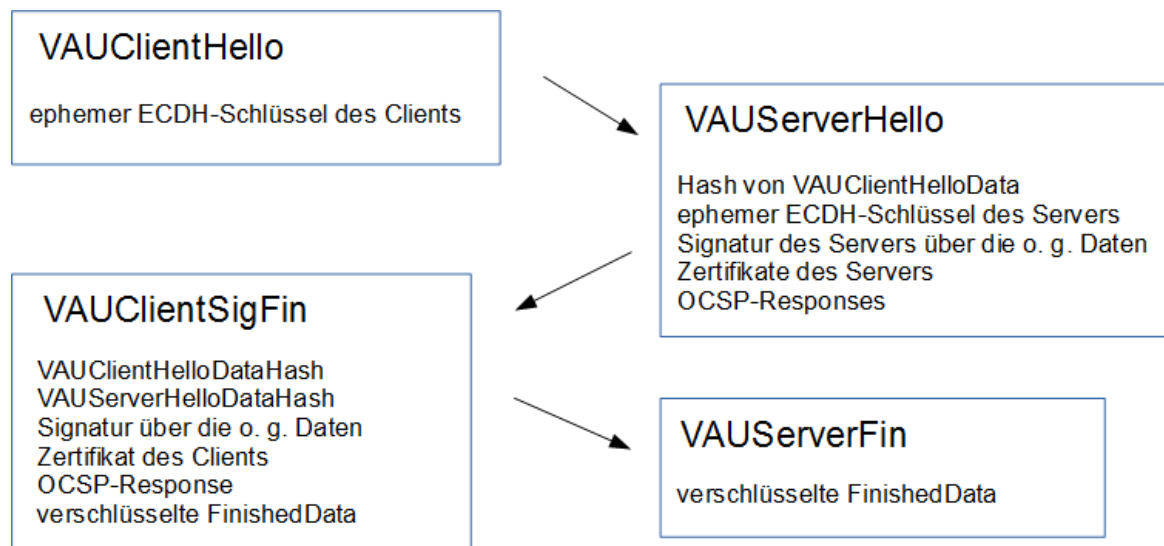 VAUClientHello
ephemer ECDH-Schlüssel des Clients
VAUServerHello
Hash von VAUClientHelloData
ephemer ECDH-Schlüssel des Servers
Signatur des Servers über die o. g. Daten
Zertifikate des Servers
OCSP-Responses
VAUClientSigFin
VAUClientHelloDataHash
VAUServerHelloDataHash
Signatur über die o. g. Daten
Zertifikat des Clients
OCSP-Response
verschlüsselte FinishedData
VAUServerFin
verschlüsselte FinishedData